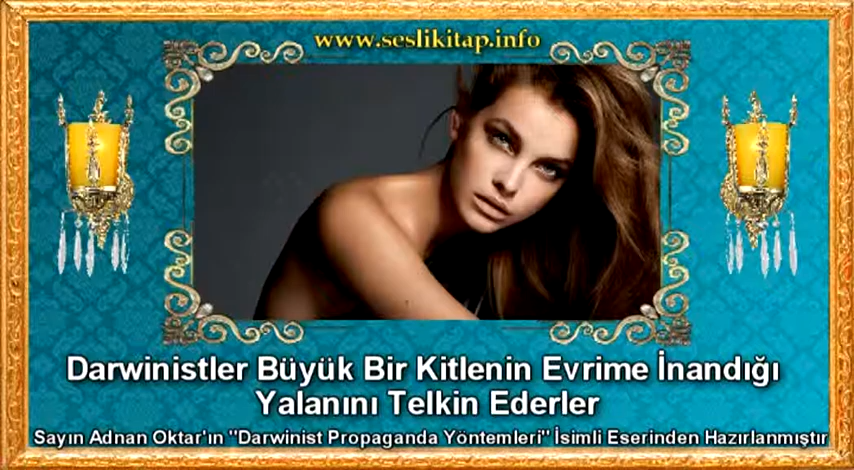 www.seslikitap.info
Darwinistler Büyük Bir Kitlenin Evrime İnandığı
Yalanını Telkin Ederler
Sayın Adnan Oktar'ın "Darwinist Propaganda Yöntemleri" İsimli Eserinden Hazırlanmıştır